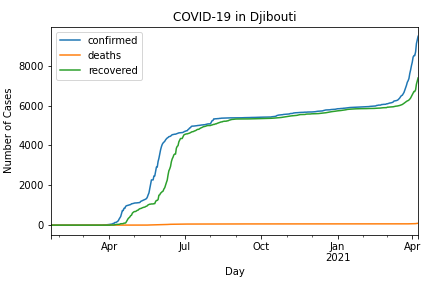 COVID-19 in Djibouti
confirmed
deaths
recovered
Number of Cases
8000
6000
4000
2000
0
Apr
Jul
Oct
Jan
2021
Apr
Day